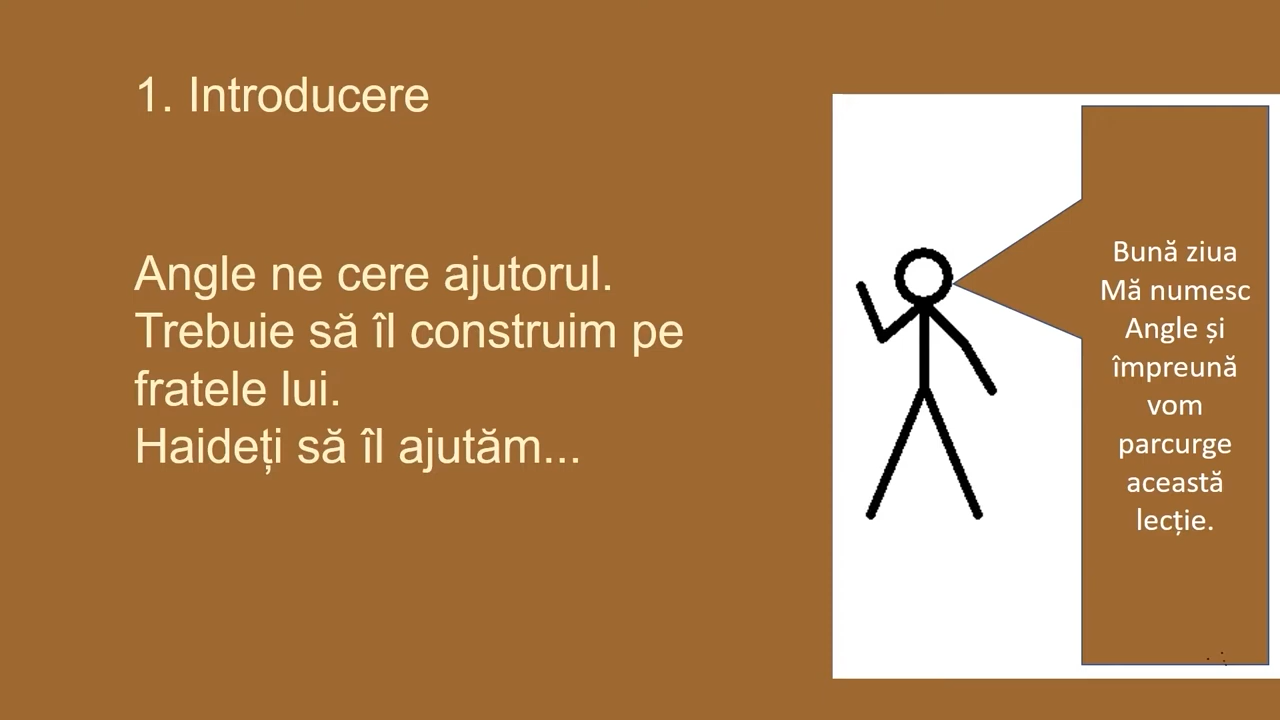 1. Introducere
Angle ne cere ajutorul.
Trebuie să îl construim pe
fratele lui.
Haideți să îl ajutăm...
Bună ziua
Mă numesc
Angle și
împreună
vom
parcurge
această
lecție.